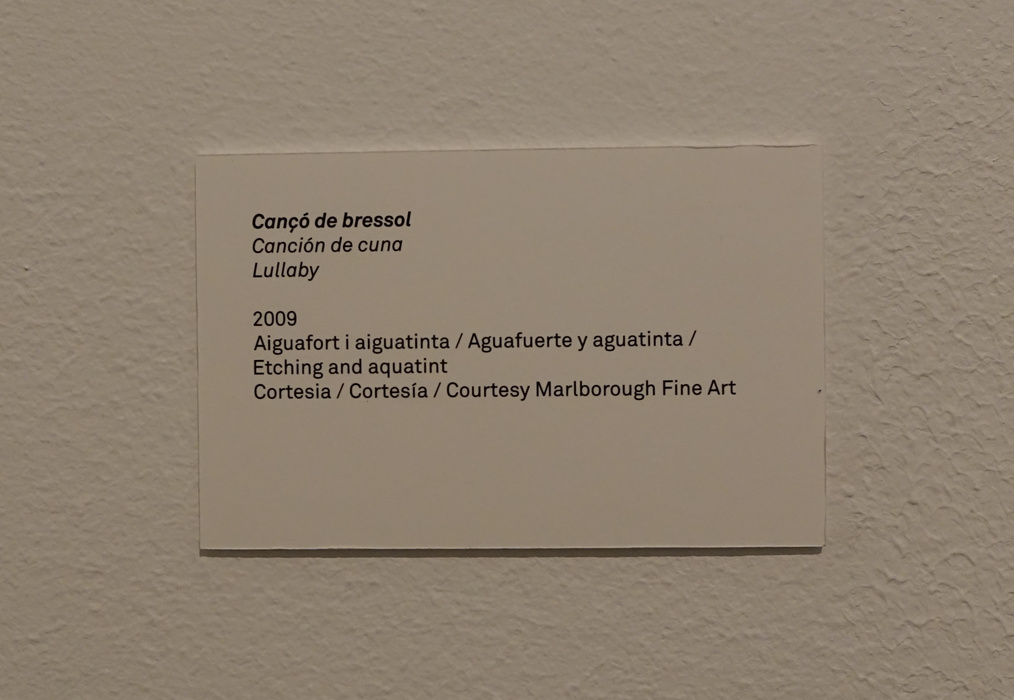 Cançó de bressol
Canción de cuna
Lullaby
2009
Aiguafort i aiguatinta / Aguafuerte y aguatinta /
Etching and aquatint
Cortesia / Cortesía / Courtesy Marlborough Fine Art